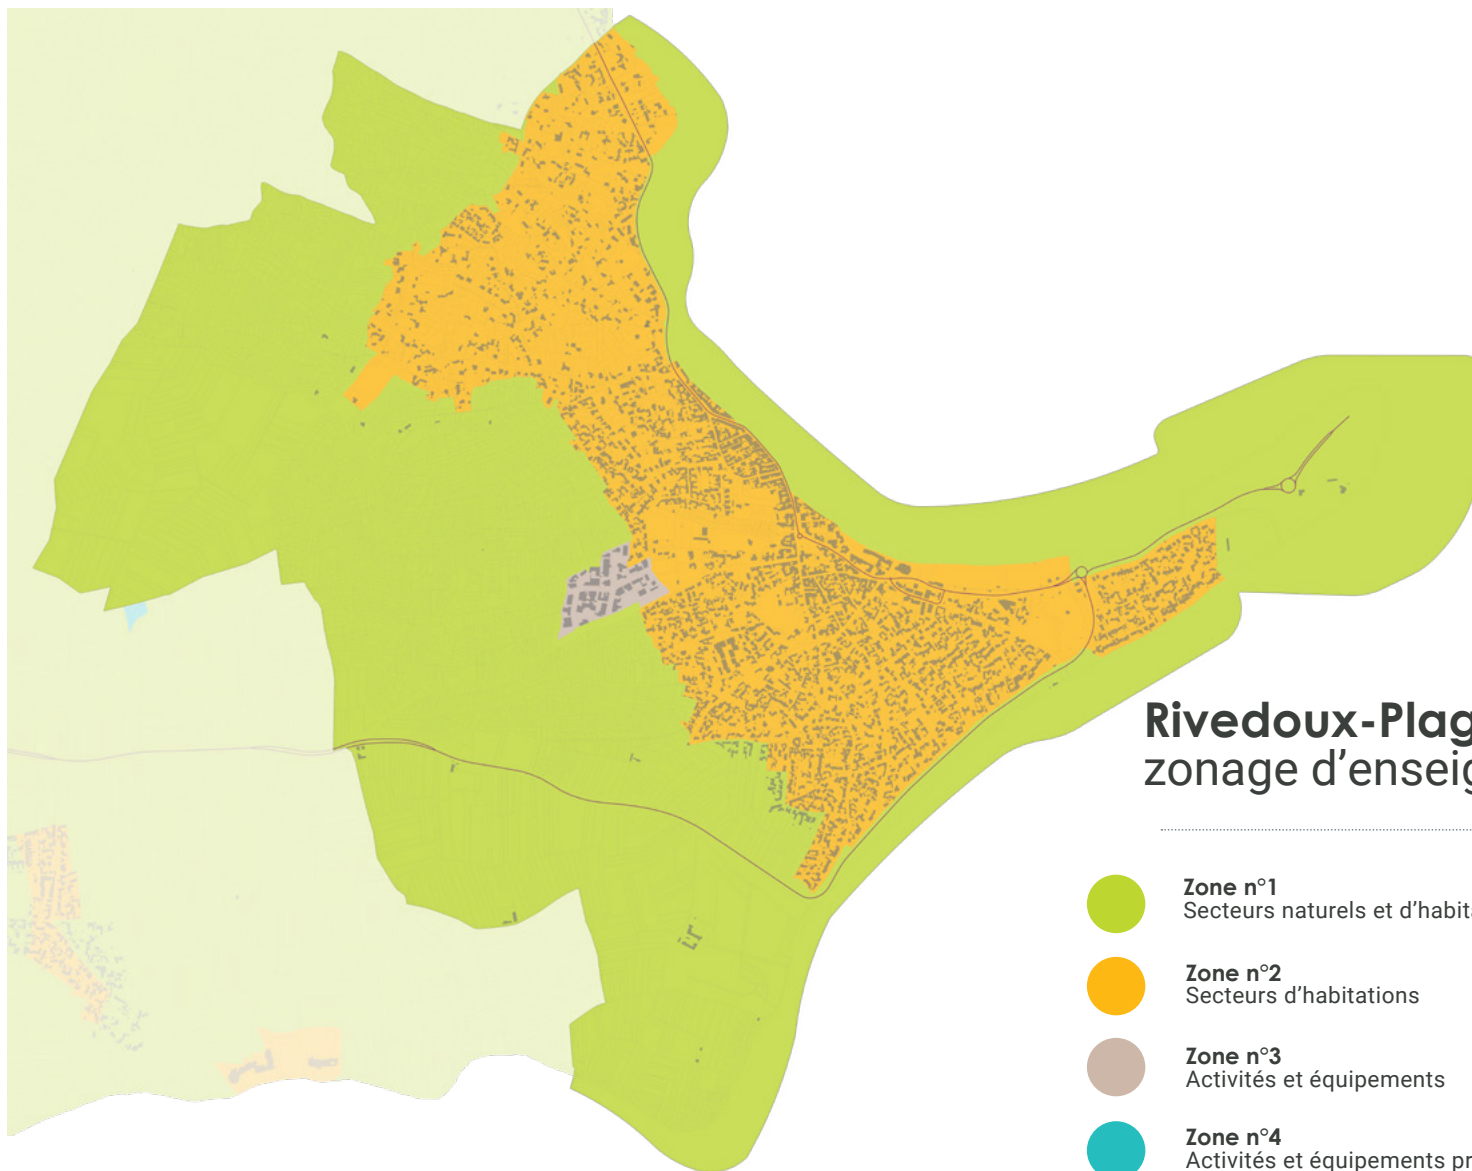 Rivedoux-Plag
zonage d'enseig
Zone n°1
Secteurs naturels et d'habita
Zone n°2
Secteurs d'habitations
Zone n°3
Activités et équipements
Zone n°4
Activités et équipements pr